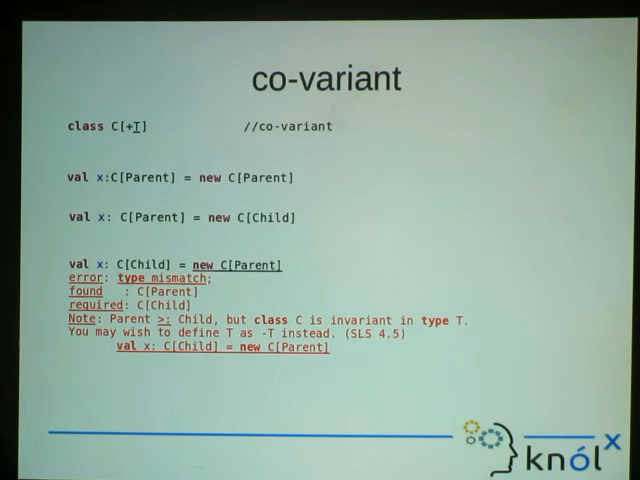 co-variant
class C[+T] //co-variant
val x:C[Parent] = new C[Parent]
val x: C[Parent] = new C[Child]
val x: C[Child] = new C[Parent]
error: type mismatch;
found : C[Parent]
required: C[Child]
Note: Parent >: Child, but class C is invariant in type T.
You may wish to define T as -T instead. (SLS 4.5)
val x: C[Child] = new C[Parent]
knólx